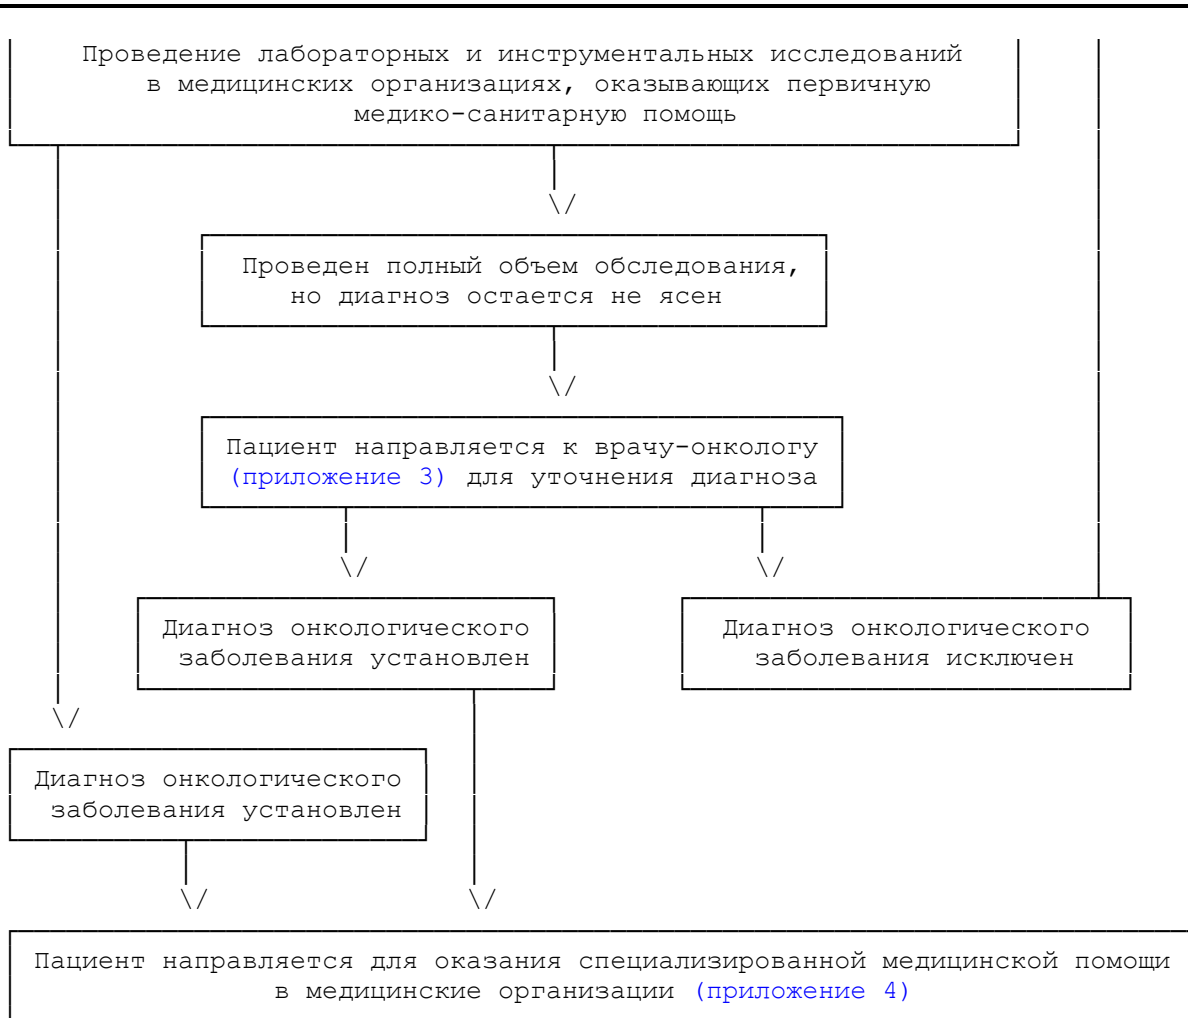 Проведение лабораторных и инструментальных исследований
в медицинских организациях, оказывающих первичную
медико-санитарную помощь
Проведен полный объем обследования,
но диагноз остается не ясен
Пациент направляется к врачу-онкологу
(приложение 3) для уточнения диагноза
Диагноз онкологического
заболевания установлен
Диагноз онкологического
заболевания исключен
Диагноз онкологического
заболевания установлен
Пациент направляется для оказания специализированной медицинской помощи
в медицинские организации (приложение 4)